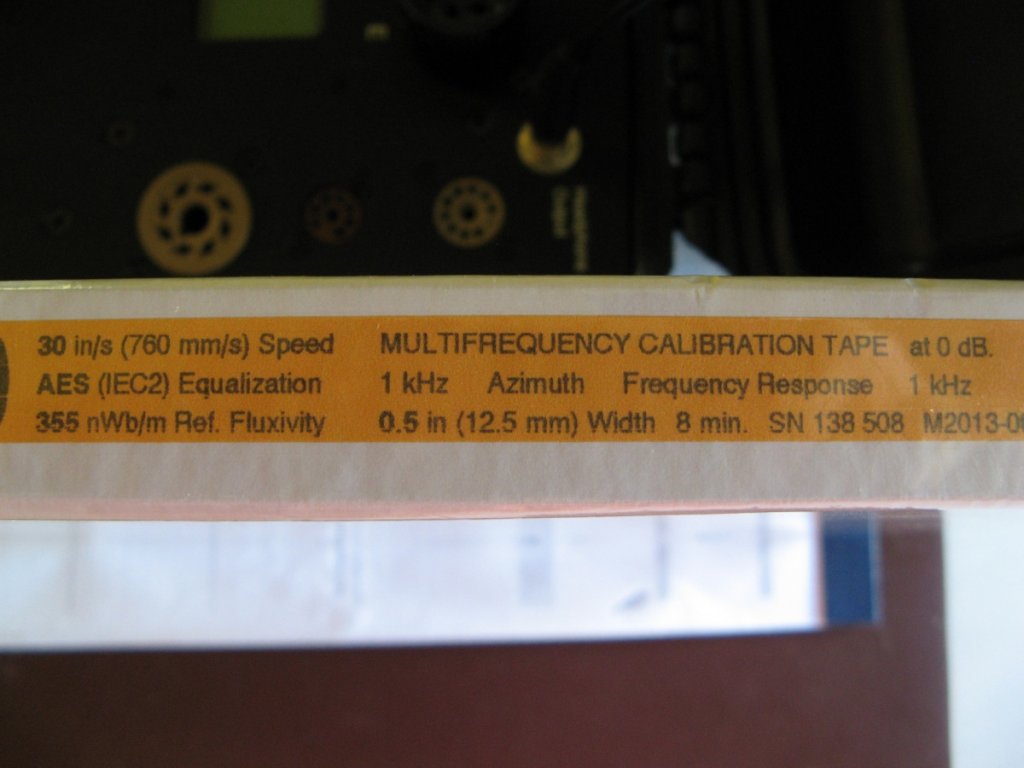 30 in/s (760 mm/s) Speed MULTIFREQUENCY CALIBRATION TAPE at 0 dB.
AES (IEC2) Equalization 1 kHz Azimuth Frequency Response 1 kHz
355 nWb/m Ref. Fluxivity 0.5 in (12.5 mm) Width 8 min. SN 138 508